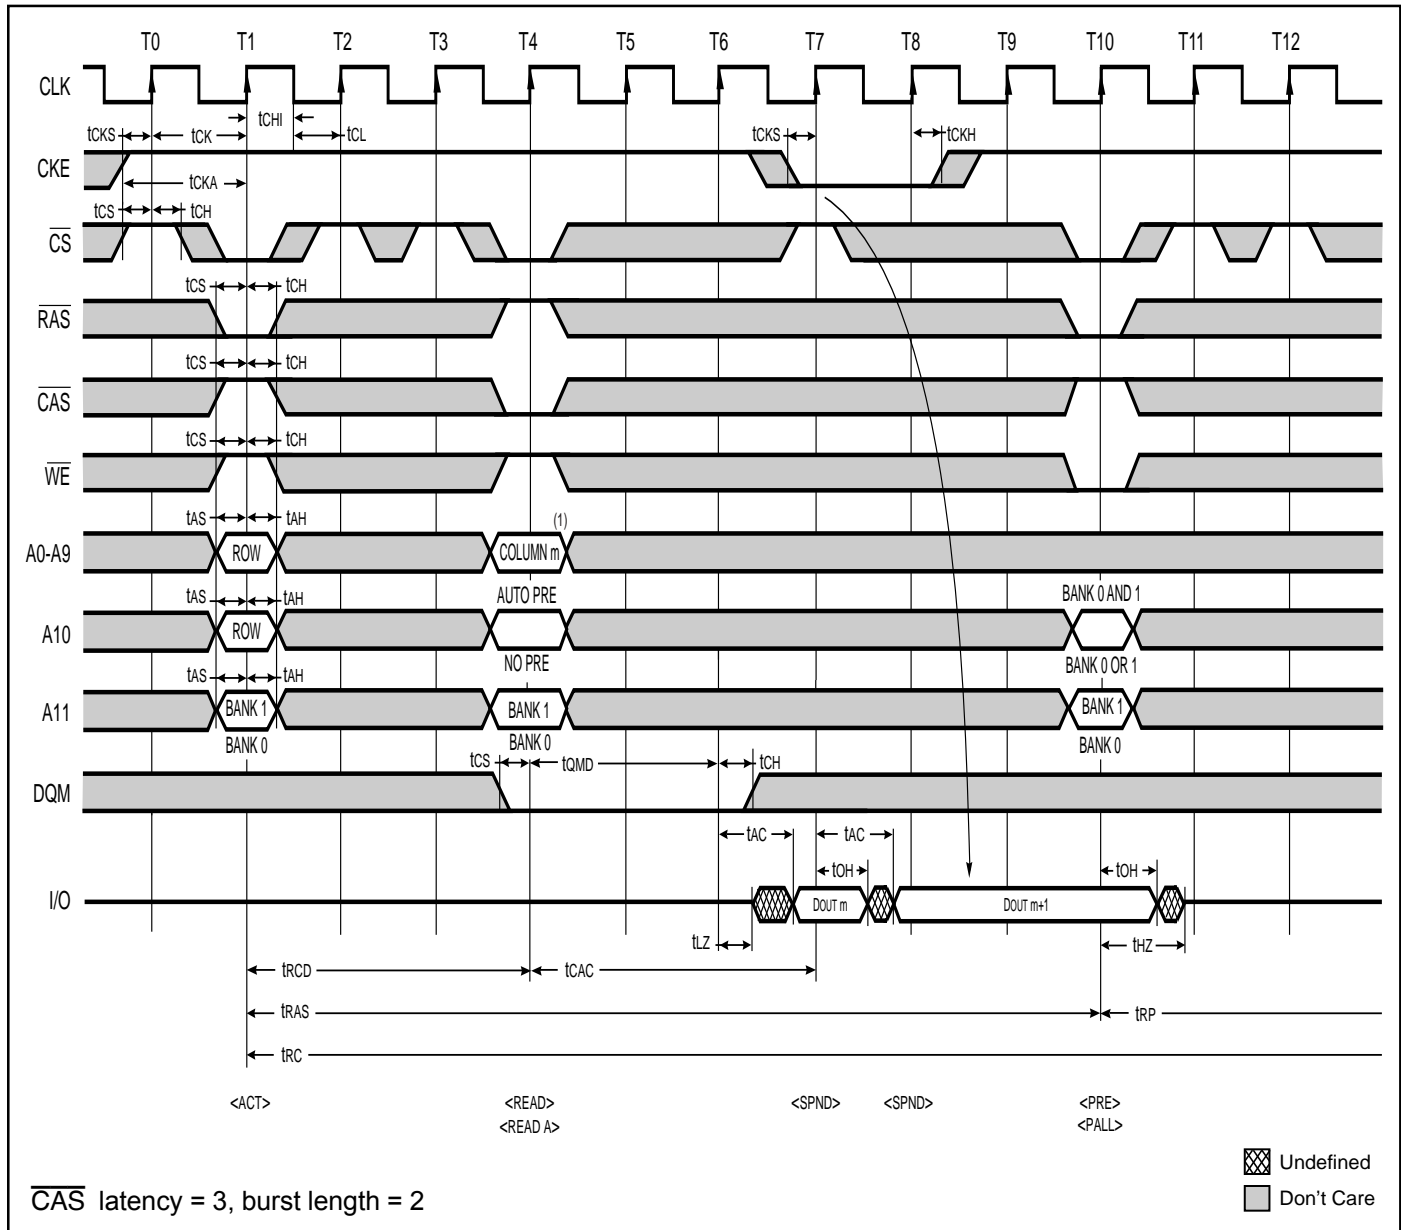 T0 T1 T2 T3 T4 T5 T6 T7 T8 T9 T10 T11 T12
CLK
tCHI
tCKS tCK tCL tCKS tCKH
CKE
tCKA
tCS tCH
CS
tCS tCH
RAS
tCS tCH
CAS
tCS tCH
WE
tAS tAH (1)
A0-A9 ROW COLUMN m
tAS tAH AUTO PRE BANK 0 AND 1
A10 ROW
NO PRE BANK 0 OR 1
tAS tAH
A11 BANK 1 BANK 1 BANK 1
BANK 0 BANK 0 BANK 0
tCS tQMD tCH
DQM
tAC tAC
tOH tOH
I/O DOUT m DOUT m+1
tLZ tHZ
tRCD tCAC
tRAS tRP
tRC
<ACT> <READ> <SPND> <SPND> <PRE>
<READ A> <PALL>
Undefined
CAS latency = 3, burst length = 2 Don't Care